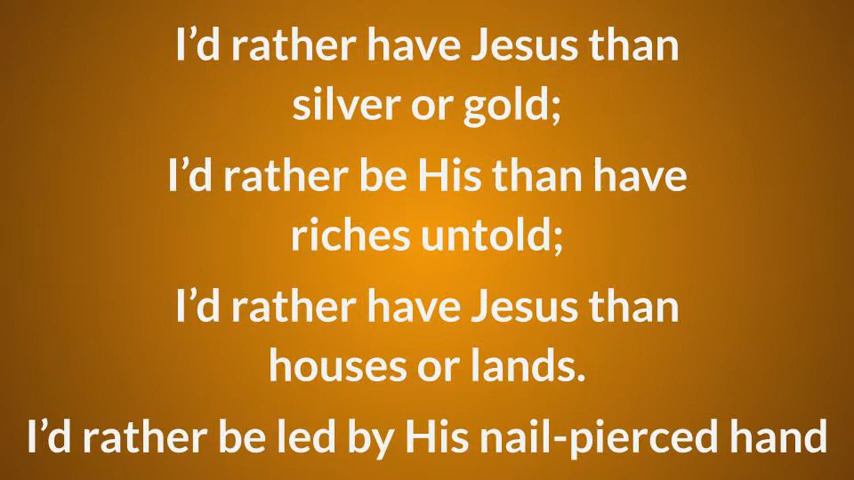 I’d rather have Jesus than
silver or gold;
I’d rather be His than have
riches untold;
I’d rather have Jesus than
houses or lands.
I’d rather be led by His nail-pierced hand